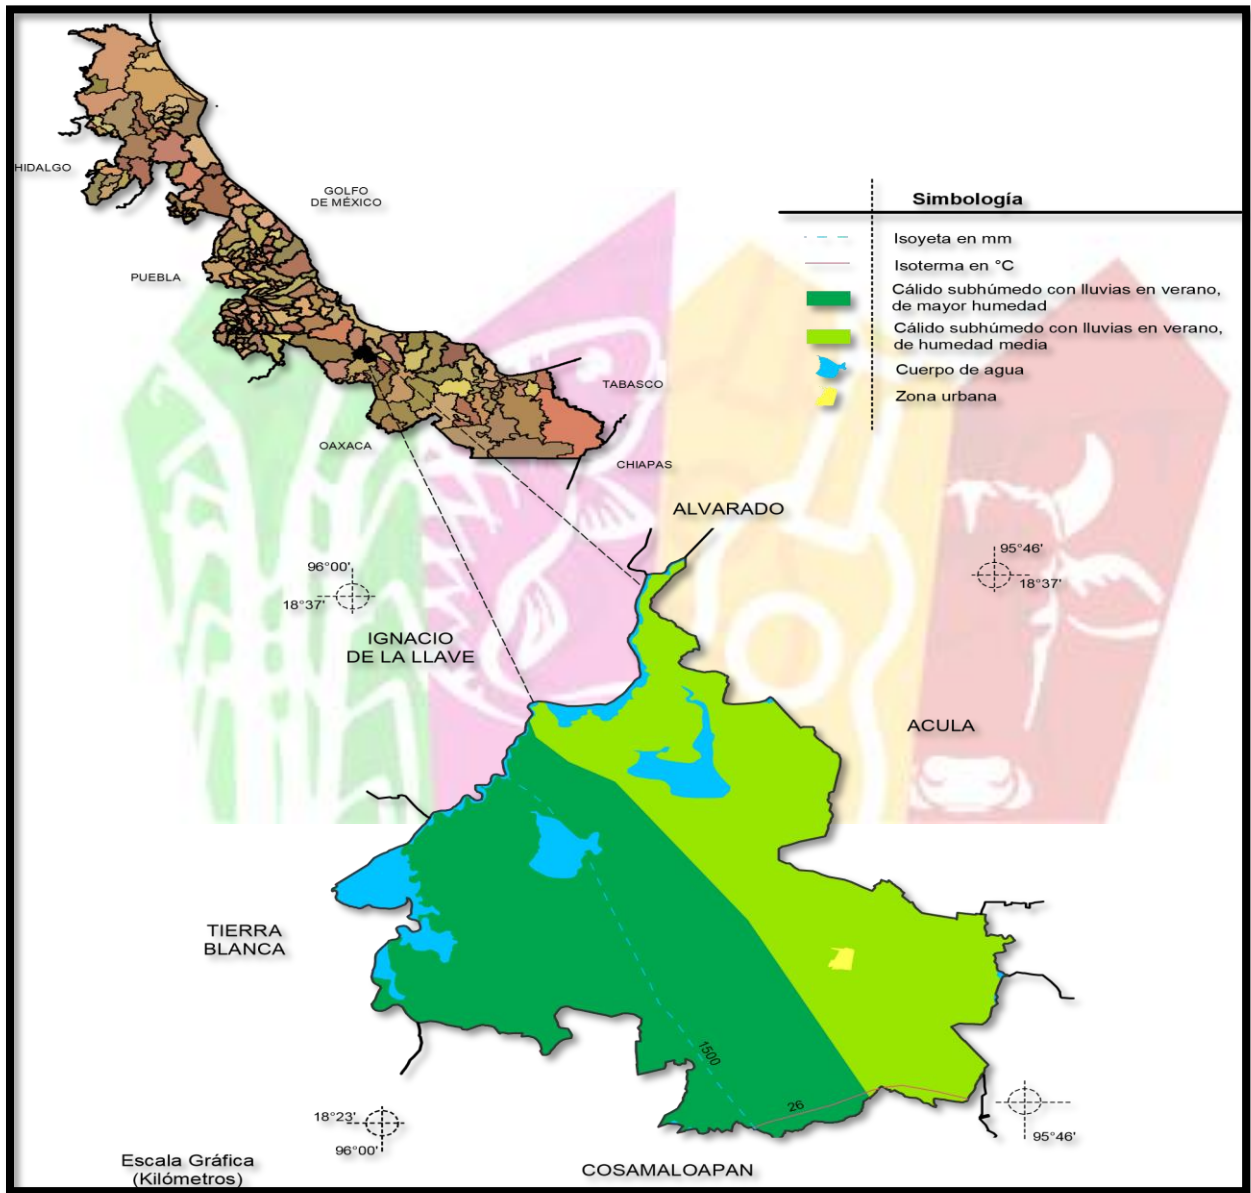 HIDALGO
GOLFO
DE MÉXICO
PUEBLA
TABASCO
OAXACA
CHIAPAS
Simbología
Isoyeta en mm
Isoterma en °C
Cálido subhúmedo con lluvias en verano,
de mayor humedad
Cálido subhúmedo con lluvias en verano,
de humedad media
Cuerpo de agua
Zona urbana
ALVARADO
96°00'
18°37'
95°46'
18°37'
IGNACIO
DE LA LLAVE
ACULA
TIERRA
BLANCA
1500
26
18°23'
96°00'
95°46'
Escala Gráfica
(Kilómetros)
COSAMALOAPAN